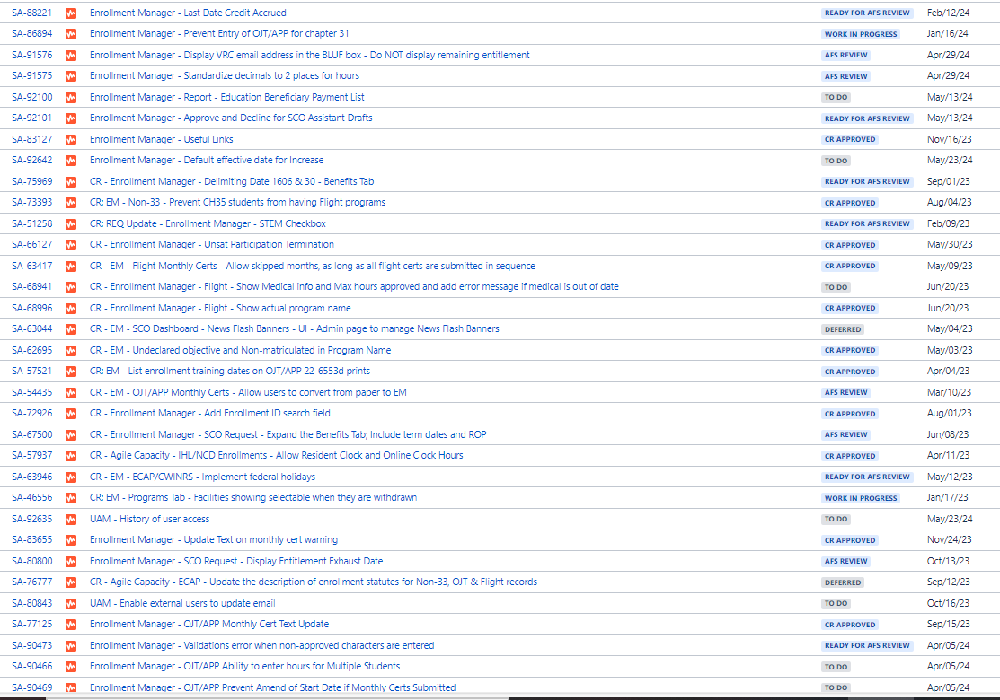 SA-88221 Enrollment Manager - Last Date Credit Accrued READY FOR AFS REVIEW Feb/12/24
SA-86894 Enrollment Manager - Prevent Entry of OJT/APP for chapter 31 WORK IN PROGRESS Jan/16/24
SA-91576 Enrollment Manager - Display VRC email address in the BLUF box - Do NOT display remaining entitlement AFS REVIEW Apr/29/24
SA-91575 Enrollment Manager - Standardize decimals to 2 places for hours AFS REVIEW Apr/29/24
SA-92100 Enrollment Manager - Report - Education Beneficiary Payment List TO DO May/13/24
SA-92101 Enrollment Manager - Approve and Decline for SCO Assistant Drafts READY FOR AFS REVIEW May/13/24
SA-83127 Enrollment Manager - Useful Links CR APPROVED Nov/16/23
SA-92642 Enrollment Manager - Default effective date for Increase TO DO May/23/24
SA-75969 CR - Enrollment Manager - Delimiting Date 1606 & 30 - Benefits Tab READY FOR AFS REVIEW Sep/01/23
SA-73393 CR: EM - Non-33 - Prevent CH35 students from having Flight programs CR APPROVED Aug/04/23
SA-51258 CR: REQ Update - Enrollment Manager - STEM Checkbox READY FOR AFS REVIEW Feb/09/23
SA-66127 CR - Enrollment Manager - Unsat Participation Termination CR APPROVED May/30/23
SA-63417 CR - EM - Flight Monthly Certs - Allow skipped months, as long as all flight certs are submitted in sequence CR APPROVED May/09/23
SA-68941 CR - Enrollment Manager - Flight - Show Medical info and Max hours approved and add error message if medical is out of date TO DO Jun/20/23
SA-68996 CR - Enrollment Manager - Flight - Show actual program name CR APPROVED Jun/20/23
SA-63044 CR - EM - SCO Dashboard - News Flash Banners - UI - Admin page to manage News Flash Banners DEFERRED May/04/23
SA-62695 CR - EM - Undeclared objective and Non-matriculated in Program Name CR APPROVED May/03/23
SA-57521 CR: EM - List enrollment training dates on OJT/APP 22-6553d prints CR APPROVED Apr/04/23
SA-54435 CR - EM - OJT/APP Monthly Certs - Allow users to convert from paper to EM AFS REVIEW Mar/10/23
SA-72926 CR - Enrollment Manager - Add Enrollment ID search field CR APPROVED Aug/01/23
SA-67500 CR - Enrollment Manager - SCO Request - Expand the Benefits Tab; Include term dates and ROP AFS REVIEW Jun/08/23
SA-57937 CR - Agile Capacity - IHL/NCD Enrollments - Allow Resident Clock and Online Clock Hours CR APPROVED Apr/11/23
SA-63946 CR - EM - ECAP/CWINRS - Implement federal holidays READY FOR AFS REVIEW May/12/23
SA-46556 CR: EM - Programs Tab - Facilities showing selectable when they are withdrawn WORK IN PROGRESS Jan/17/23
SA-92635 UAM - History of user access TO DO May/23/24
SA-83655 Enrollment Manager - Update Text on monthly cert warning CR APPROVED Nov/24/23
SA-80800 Enrollment Manager - SCO Request - Display Entitlement Exhaust Date AFS REVIEW Oct/13/23
SA-76777 CR - Agile Capacity - ECAP - Update the description of enrollment statutes for Non-33, OJT & Flight records DEFERRED Sep/12/23
SA-80843 UAM - Enable external users to update email TO DO Oct/16/23
SA-77125 Enrollment Manager - OJT/APP Monthly Cert Text Update CR APPROVED Sep/15/23
SA-90473 Enrollment Manager - Validations error when non-approved characters are entered READY FOR AFS REVIEW Apr/05/24
SA-90466 Enrollment Manager - OJT/APP Ability to enter hours for Multiple Students TO DO Apr/05/24
SA-90469 Enrollment Manager - OJT/APP Prevent Amend of Start Date if Monthly Certs Submitted TO DO Apr/05/24